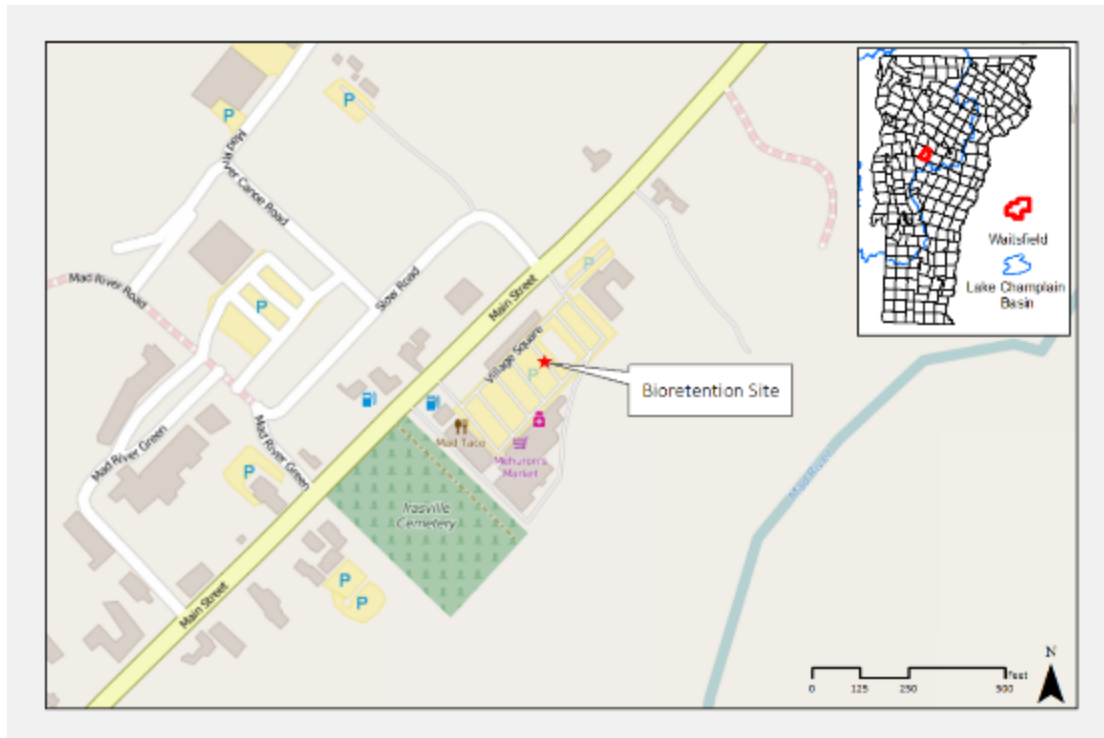 P
P
Mad River Canoe Road
Mad River Road
P
Slow Road
Main Street
P
Village Square
P
Bioretention Site
Mad Taco
Mehuron's
Market
Mad River Green
Mad River Green
P
Irasville
Cemetery
Mad River
P
P
Main Street
Waitsfield
Lake Champlain
Basin
N
Feet
0 125 250 500